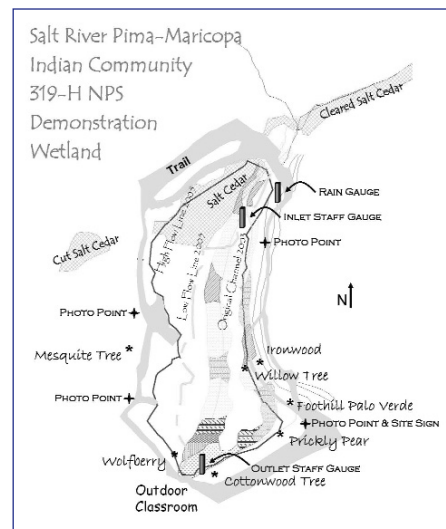 Salt River Pima-Maricopa
Indian Community
319-H NPS
Demonstration
Wetland
Cleared Salt Cedar
Trail
Salt Cedar
RAIN GAUGE
INLET STAFF GAUGE
PHOTO POINT
High Flow Line 2005
Low Flow Line 2005
Original Channel 2001
Cut Salt Cedar
N
PHOTO POINT
Mesquite Tree
Ironwood
Willow Tree
PHOTO POINT
Foothill Palo Verde
PHOTO POINT & SITE SIGN
Prickly Pear
Wolfberry
OUTLET STAFF GAUGE
Cottonwood Tree
Outdoor
Classroom